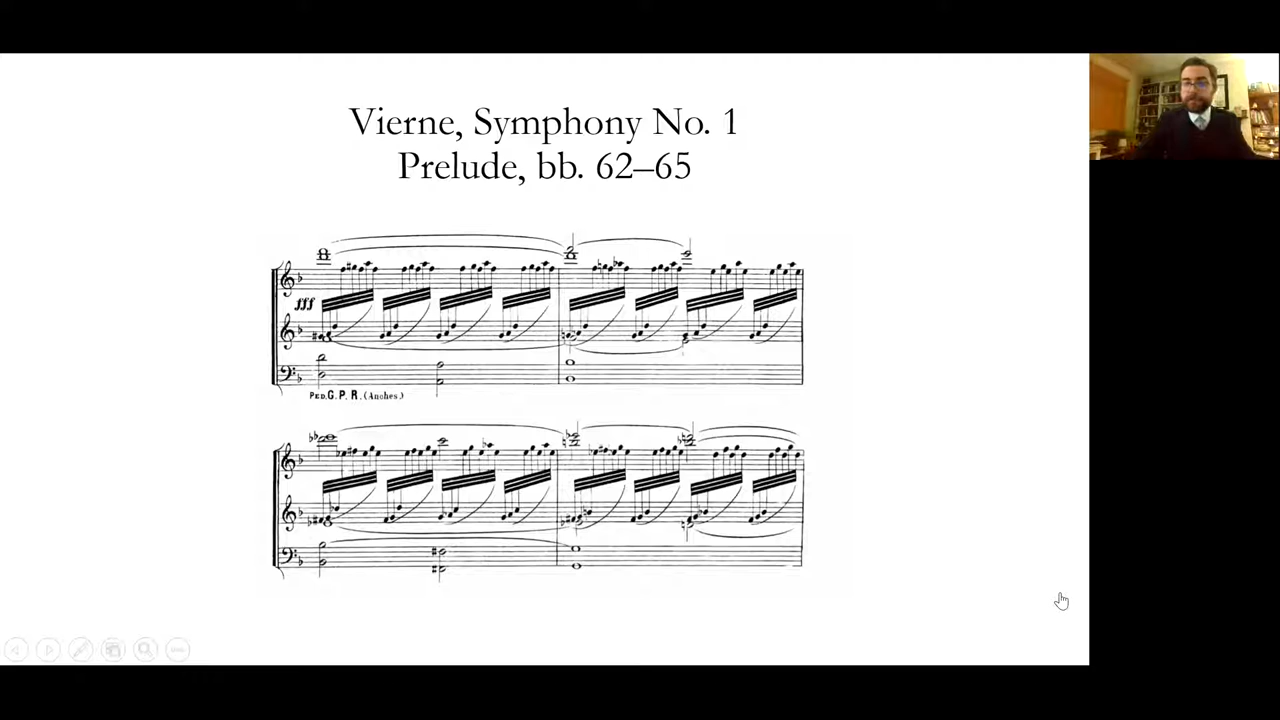 Vierne, Symphony No. 1
Prelude, bb. 62–65
fff
PED. G. P. R. (Anches.)